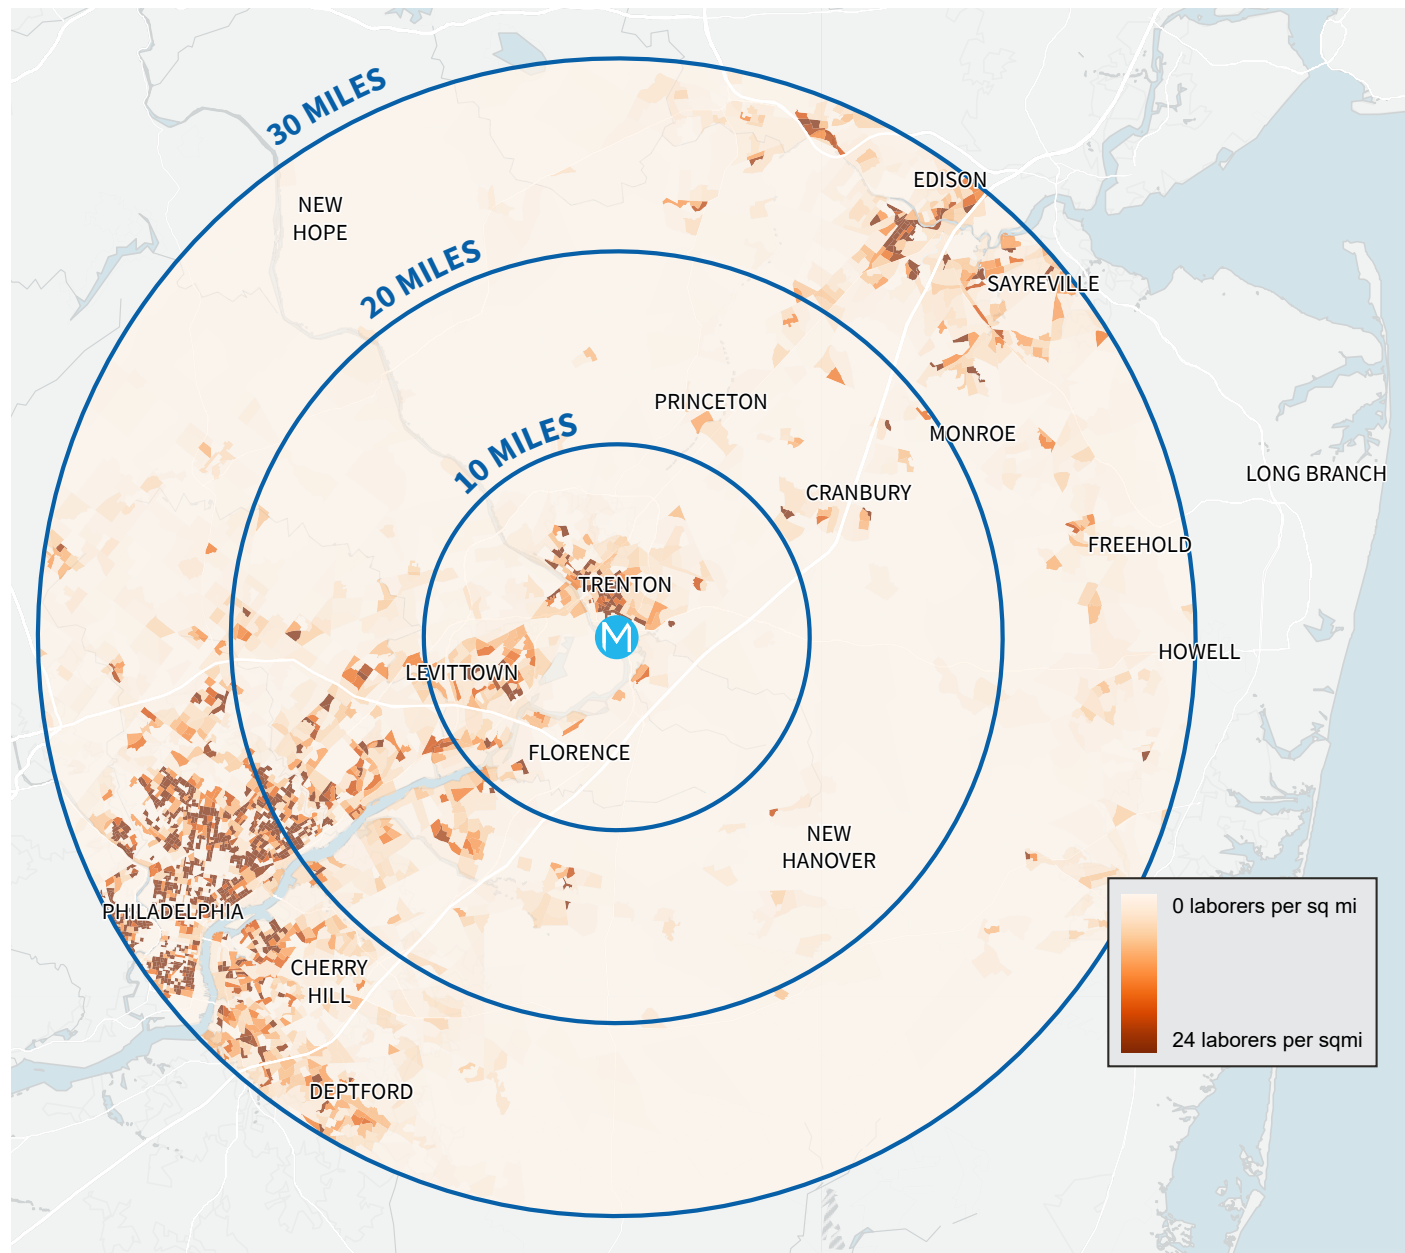 30 MILES
EDISON
NEW
HOPE
20 MILES
SAYREVILLE
PRINCETON
10 MILES
MONROE
LONG BRANCH
CRANBURY
FREEHOLD
TRENTON
M
HOWELL
LEVITTOWN
FLORENCE
NEW
HANOVER
PHILADELPHIA
0 laborers per sq mi
CHERRY
HILL
24 laborers per sqmi
DEPTFORD